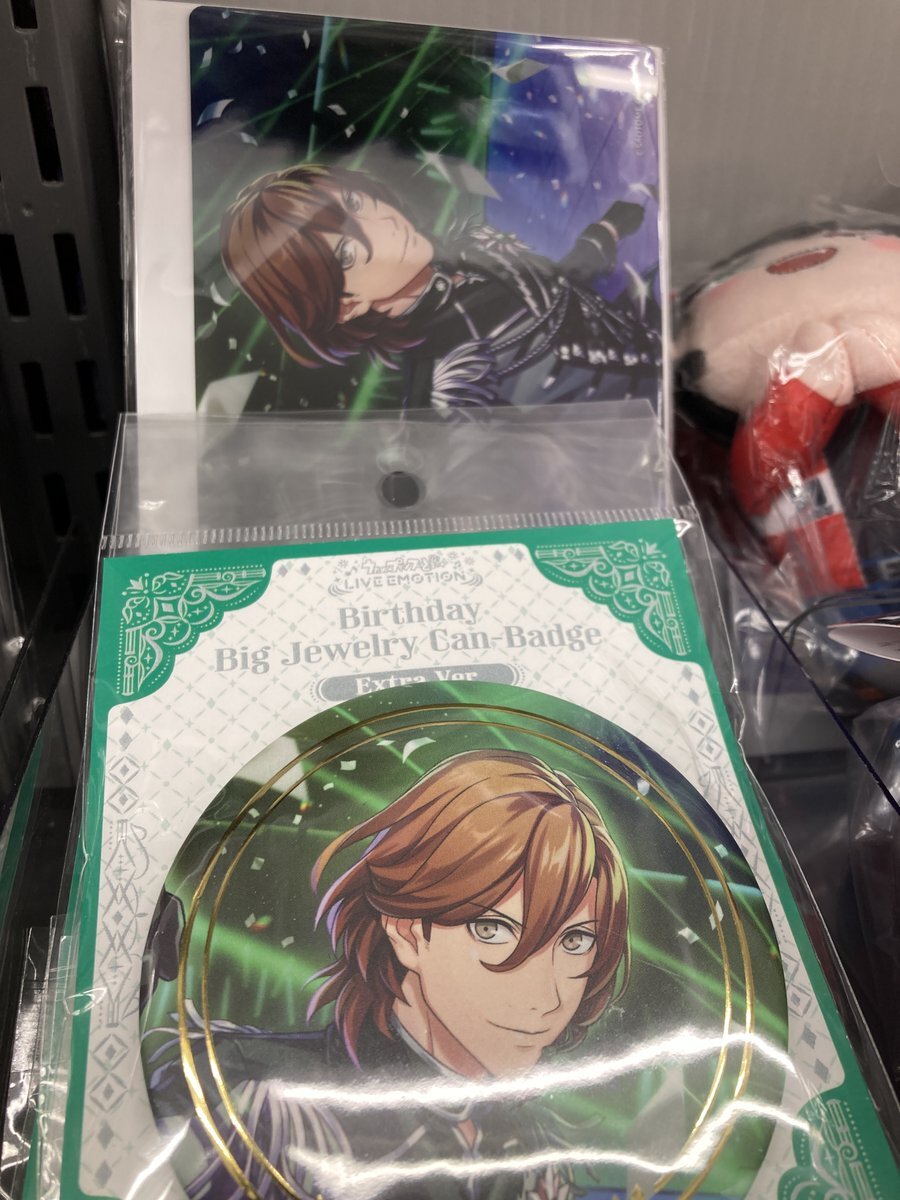 うたの☆プリンスさまっ♪
LIVE EMOTION
Birthday
Big Jewelry Can-Badge
Extra Ver.